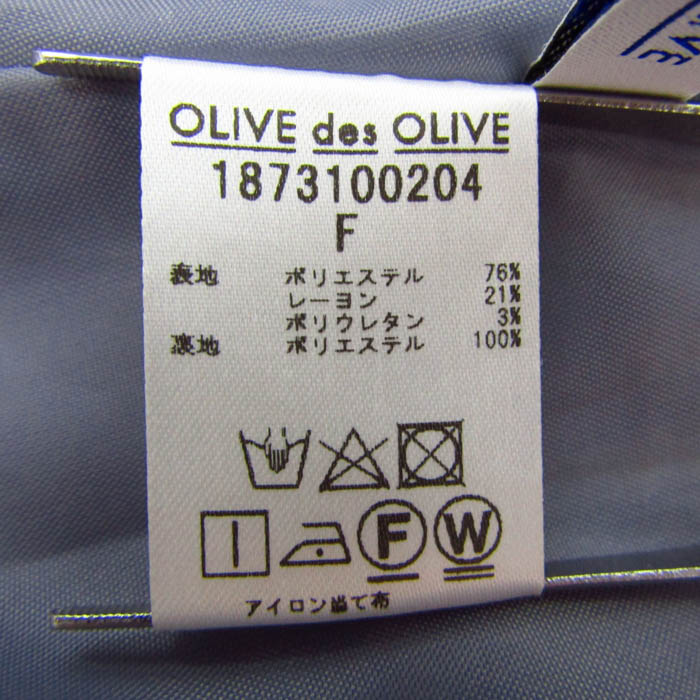 OLIVE des OLIVE
1873100204
F
表地 ポリエステル 76%
レーヨン 21%
ポリウレタン 3%
裏地 ポリエステル 100%
F W
アイロン当て布